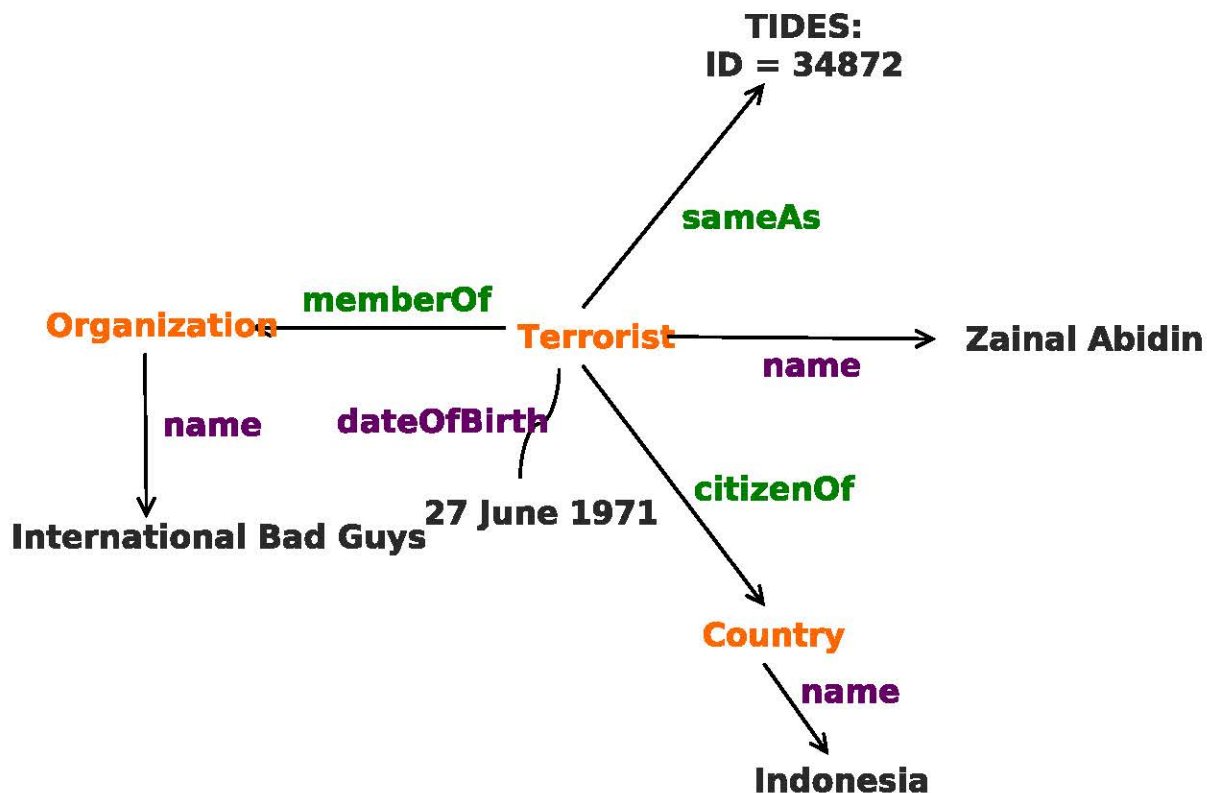 TIDES:
ID = 34872
sameAs
memberOf
Organization
Terrorist
Zainal Abidin
name
name
dateOfBirth
citizenOf
27 June 1971
International Bad Guys
Country
name
Indonesia